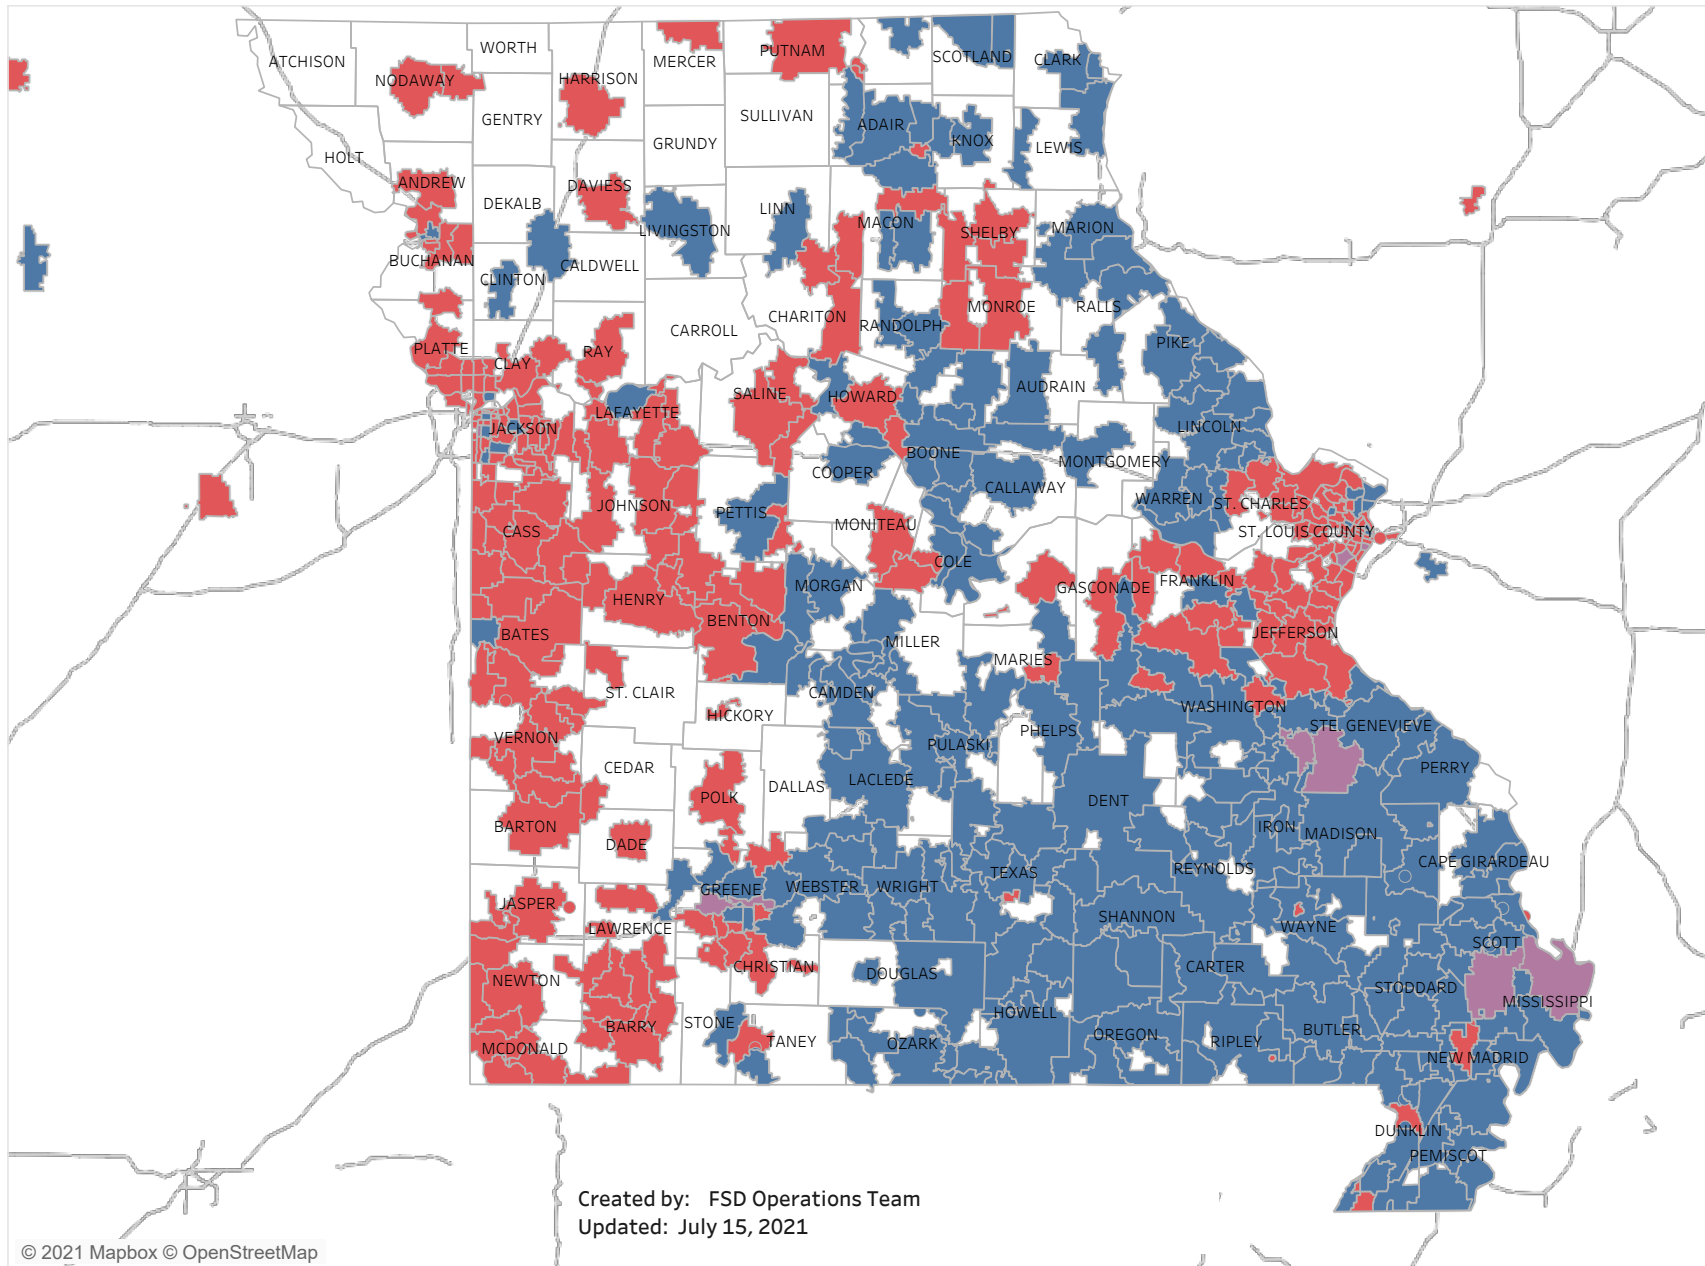 WORTH
ATCHISON
NODAWAY
HARRISON
MERCER
PUTNAM
SCOTLAND
CLARK
GENTRY
SULLIVAN
ADAIR
KNOX
LEWIS
GRUNDY
HOLT
ANDREW
DEKALB
DAVIESS
LIVINGSTON
LINN
MACON
SHELBY
MARION
BUCHANAN
CLINTON
CALDWELL
CHARITON
RANDOLPH
MONROE
RALLS
CARROLL
PLATTE
CLAY
RAY
PIKE
SALINE
HOWARD
AUDRAIN
LAFAYETTE
JACKSON
LINCOLN
COOPER
BOONE
MONTGOMERY
CALLAWAY
WARREN
ST. CHARLES
JOHNSON
PETTIS
CASS
MONITEAU
ST. LOUIS COUNTY
COLE
MORGAN
GASCONADE
FRANKLIN
HENRY
BENTON
BATES
MILLER
JEFFERSON
MARIES
ST. CLAIR
CAMDEN
HICKORY
WASHINGTON
STE. GENEVIEVE
VERNON
PULASKI
PHELPS
CEDAR
DALLAS
LACLEDE
PERRY
POLK
DENT
BARTON
DADE
IRON
MADISON
CAPE GIRARDEAU
TEXAS
REYNOLDS
GREENE
WEBSTER
WRIGHT
JASPER
LAWRENCE
SHANNON
WAYNE
SCOTT
CHRISTIAN
DOUGLAS
CARTER
NEWTON
STODDARD
MISSISSIPPI
STONE
BARRY
TANEY
OZARK
HOWELL
OREGON
RIPLEY
BUTLER
MCDONALD
NEW MADRID
DUNKLIN
PEMISCOT
Created by: FSD Operations Team
Updated: July 15, 2021
© 2021 Mapbox © OpenStreetMap